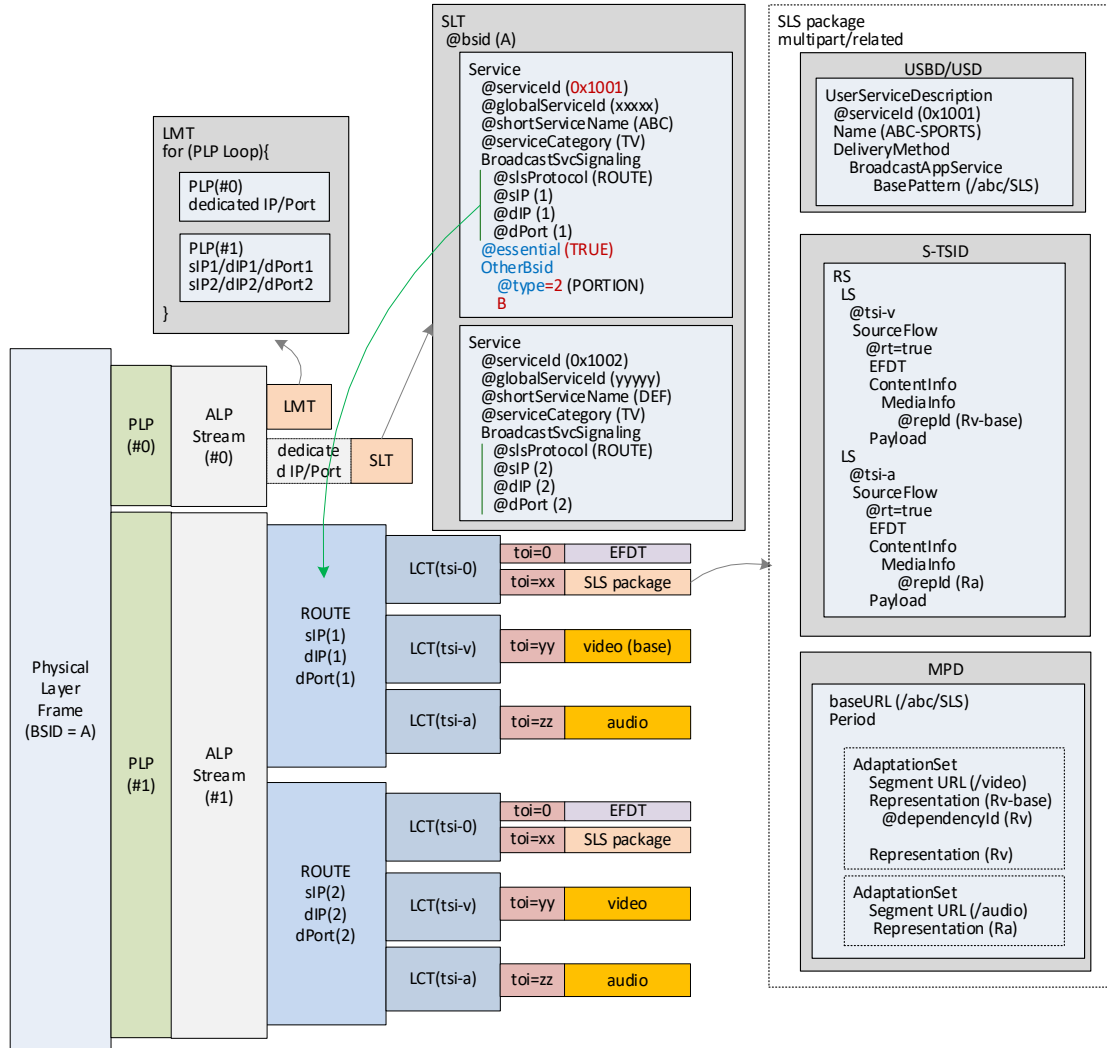 SLT
@bsid (A)
Service
@serviceId (0x1001)
@globalServiceId (xxxxx)
@shortServiceName (ABC)
@serviceCategory (TV)
BroadcastSvcSignaling
@slsProtocol (ROUTE)
@sIP (1)
@dIP (1)
@dPort (1)
@essential (TRUE)
OtherBsid
@type=2 (PORTION)
B
Service
@serviceId (0x1002)
@globalServiceId (yyyyy)
@shortServiceName (DEF)
@serviceCategory (TV)
BroadcastSvcSignaling
@slsProtocol (ROUTE)
@sIP (2)
@dIP (2)
@dPort (2)
LMT
for (PLP Loop){
PLP(#0)
dedicated IP/Port
PLP(#1)
sIP1/dIP1/dPort1
sIP2/dIP2/dPort2
}
Physical
Layer
Frame
(BSID = A)
PLP
(#0)
ALP
Stream
(#0)
LMT
dedicate
d IP/Port
SLT
PLP
(#1)
ALP
Stream
(#1)
ROUTE
sIP(1)
dIP(1)
dPort(1)
LCT(tsi-0)
toi=0
EFDT
toi=xx
SLS package
LCT(tsi-v)
toi=yy
video (base)
LCT(tsi-a)
toi=zz
audio
ROUTE
sIP(2)
dIP(2)
dPort(2)
LCT(tsi-0)
toi=0
EFDT
toi=xx
SLS package
LCT(tsi-v)
toi=yy
video
LCT(tsi-a)
toi=zz
audio
SLS package
multipart/related
USBD/USD
UserServiceDescription
@serviceId (0x1001)
Name (ABC-SPORTS)
DeliveryMethod
BroadcastAppService
BasePattern (/abc/SLS)
S-TSID
RS
LS
@tsi-v
SourceFlow
@rt=true
EFDT
ContentInfo
MediaInfo
@repId (Rv-base)
Payload
LS
@tsi-a
SourceFlow
@rt=true
EFDT
ContentInfo
MediaInfo
@repId (Ra)
Payload
MPD
baseURL (/abc/SLS)
Period
AdaptationSet
Segment URL (/video)
Representation (Rv-base)
@dependencyId (Rv)
Representation (Rv)
AdaptationSet
Segment URL (/audio)
Representation (Ra)